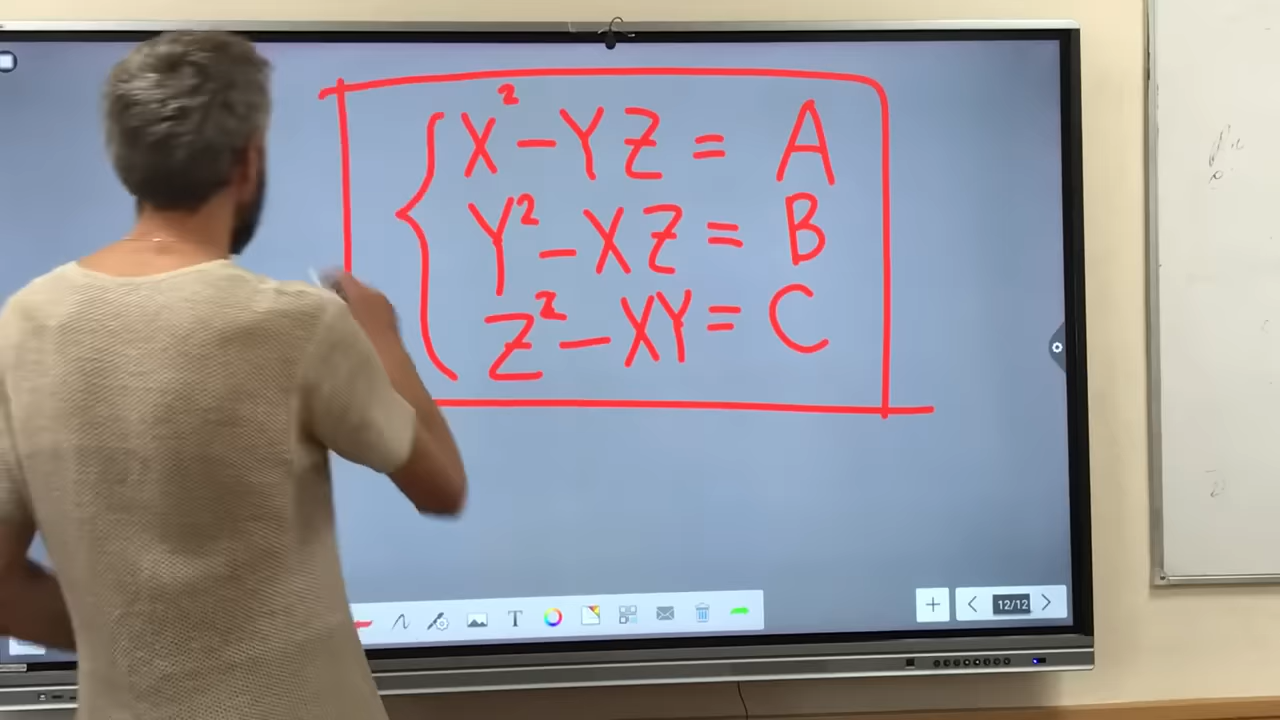 X² - YZ = A
Y² - XZ = B
Z² - XY = C
T
12/12